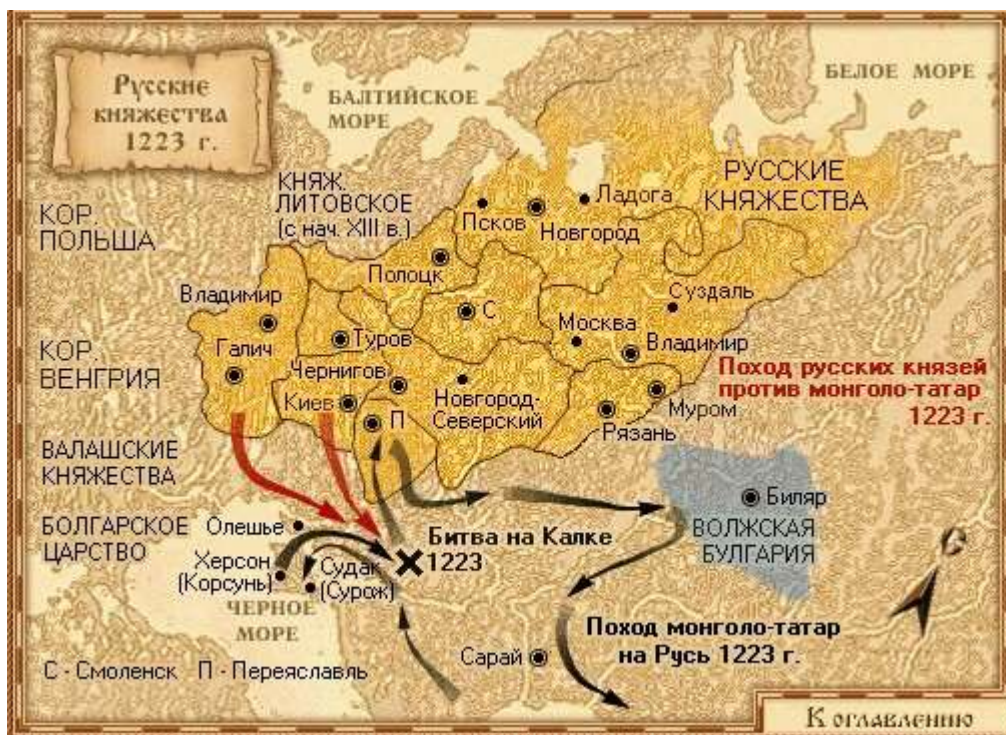 Русские
княжества
1223 г.
БАЛТИЙСКОЕ
МОРЕ
БЕЛОЕ МОРЕ
КНЯЖ.
ЛИТОВСКОЕ
(с нач. XIII в.)
РУССКИЕ
КНЯЖЕСТВА
КОР.
ПОЛЬША
Псков
Новгород
Ладога
Полоцк
Владимир
С
Суздаль
Москва
Владимир
Туров
Галич
КОР.
ВЕНГРИЯ
Чернигов
Киев
П
Новгород-
Северский
Рязань
Муром
Поход русских князей
против монголо-татар
1223 г.
ВАЛАШСКИЕ
КНЯЖЕСТВА
БОЛГАРСКОЕ
ЦАРСТВО
Олешье
Херсон
(Корсунь)
Судак
(Сурож)
Битва на Калке
1223
Биляр
ВОЛЖСКАЯ
БУЛГАРИЯ
ЧЕРНОЕ
МОРЕ
С
Поход монголо-татар
на Русь 1223 г.
Сарай
С - Смоленск П - Переяславль
К оглавлению